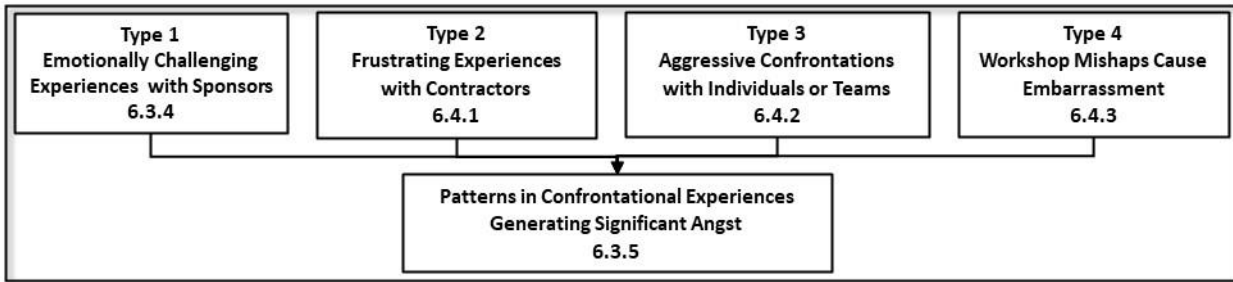 Type 1
Emotionally Challenging
Experiences with Sponsors
6.3.4
Type 2
Frustrating Experiences
with Contractors
6.4.1
Type 3
Aggressive Confrontations
with Individuals or Teams
6.4.2
Type 4
Workshop Mishaps Cause
Embarrassment
6.4.3
Patterns in Confrontational Experiences
Generating Significant Angst
6.3.5